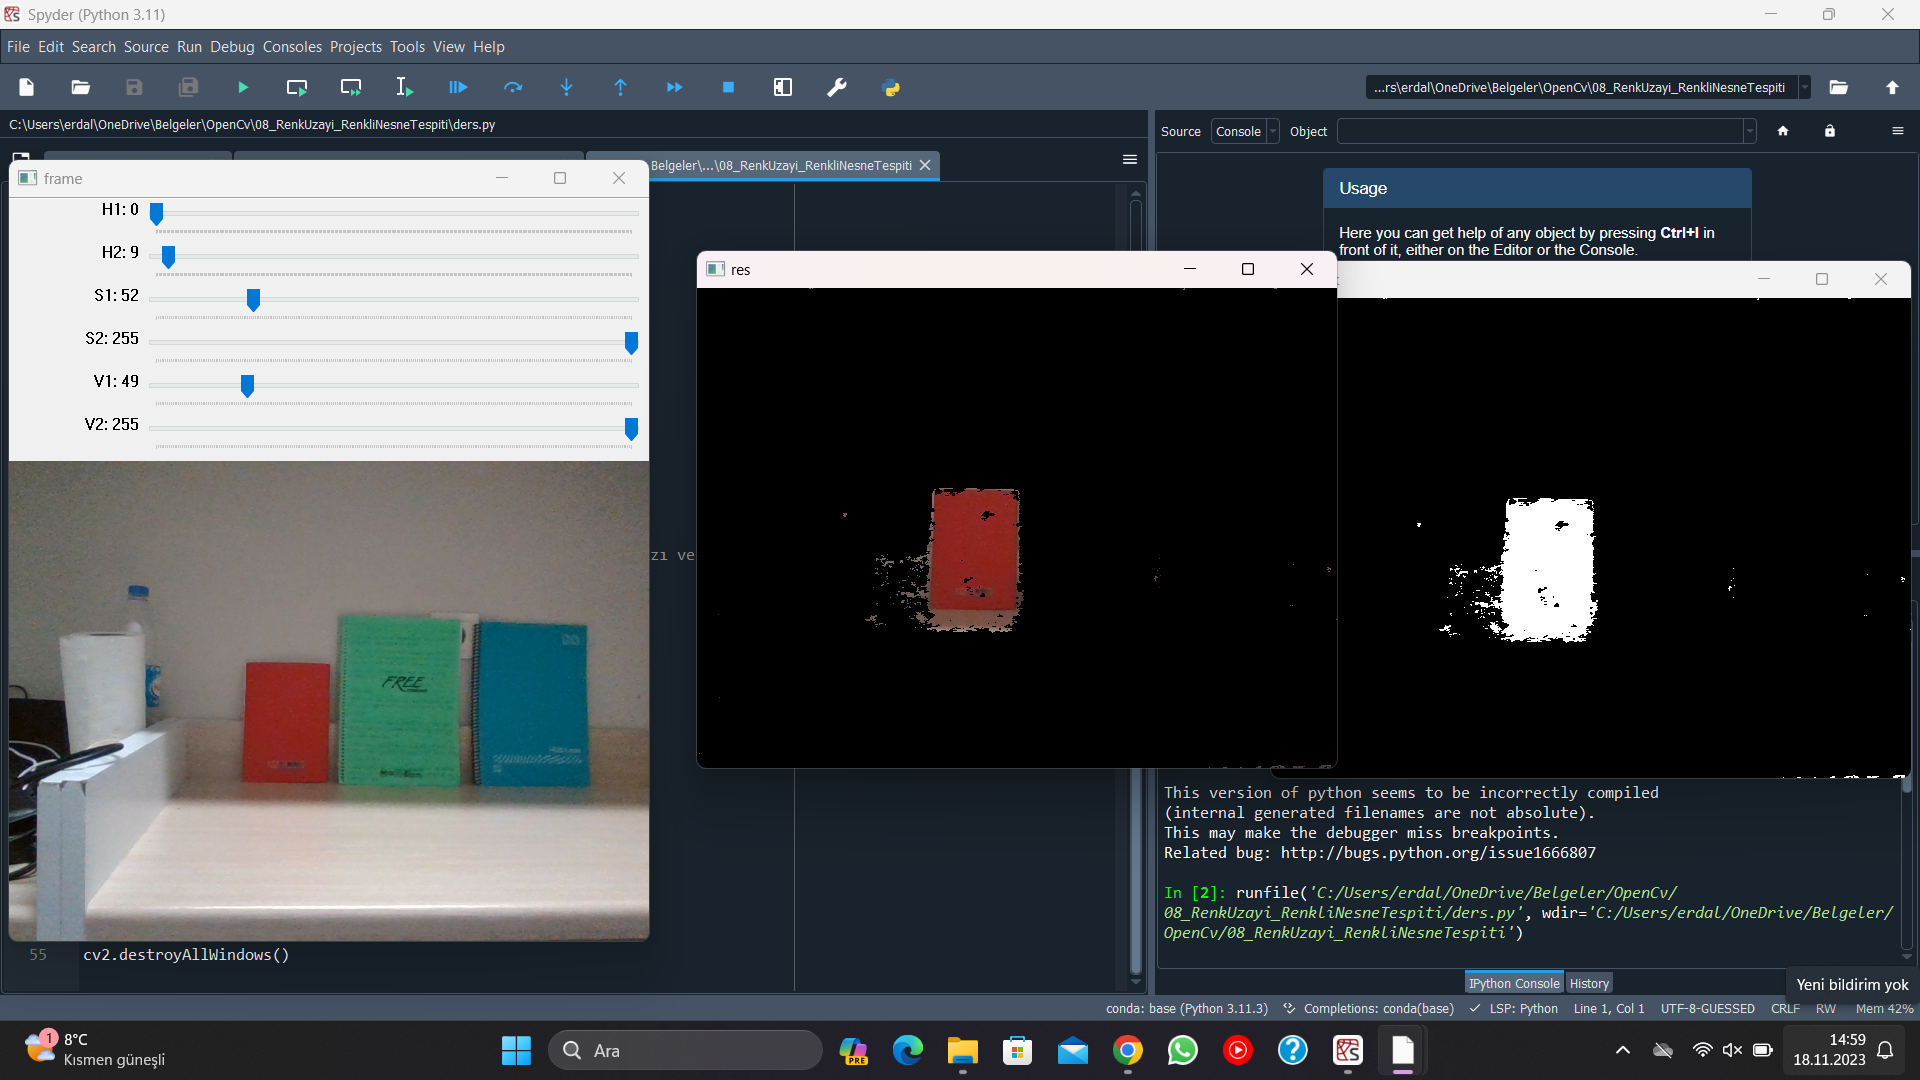 Spyder (Python 3.11)
File Edit Search Source Run Debug Consoles Projects Tools View Help
...rs\erdal\OneDrive\Belgeler\OpenCv\08_RenkUzayi_RenkliNesneTespiti
C:\Users\erdal\OneDrive\Belgeler\OpenCv\08_RenkUzayi_RenkliNesneTespiti\ders.py
Source Console Object
Belgeler\...\08_RenkUzayi_RenkliNesneTespiti
frame
H1: 0
H2: 9
S1: 52
S2: 255
V1: 49
V2: 255
FREE
Usage
Here you can get help of any object by pressing Ctrl+I in
front of it, either on the Editor or the Console.
res
zı ve
55 cv2.destroyAllWindows()
This version of python seems to be incorrectly compiled
(internal generated filenames are not absolute).
This may make the debugger miss breakpoints.
Related bug: http://bugs.python.org/issue1666807
In [2]: runfile('C:/Users/erdal/OneDrive/Belgeler/OpenCv/
08_RenkUzayi_RenkliNesneTespiti/ders.py', wdir='C:/Users/erdal/OneDrive/Belgeler/
OpenCv/08_RenkUzayi_RenkliNesneTespiti')
IPython Console History
Yeni bildirim yok
conda: base (Python 3.11.3) Completions: conda(base) LSP: Python Line 1, Col 1 UTF-8-GUESSED CRLF RW Mem 42%
1
8°C
Kısmen güneşli
Ara
PRE
14:59
18.11.2023